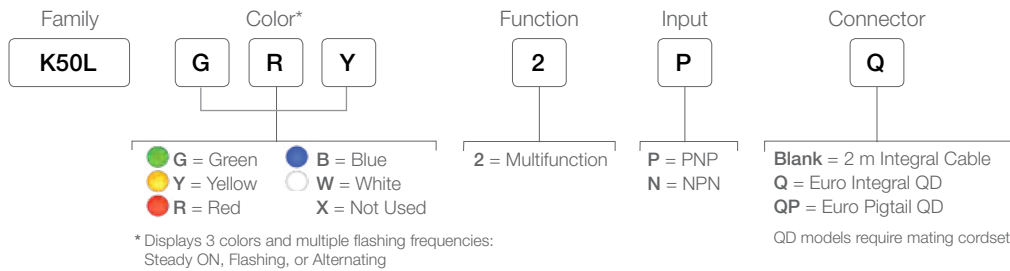 Family Color* Function Input Connector
K50L G R Y 2 P Q
G = Green B = Blue 2 = Multifunction P = PNP Blank = 2 m Integral Cable
Y = Yellow W = White N = NPN Q = Euro Integral QD
R = Red X = Not Used QP = Euro Pigtail QD
* Displays 3 colors and multiple flashing frequencies: QD models require mating cordset
Steady ON, Flashing, or Alternating